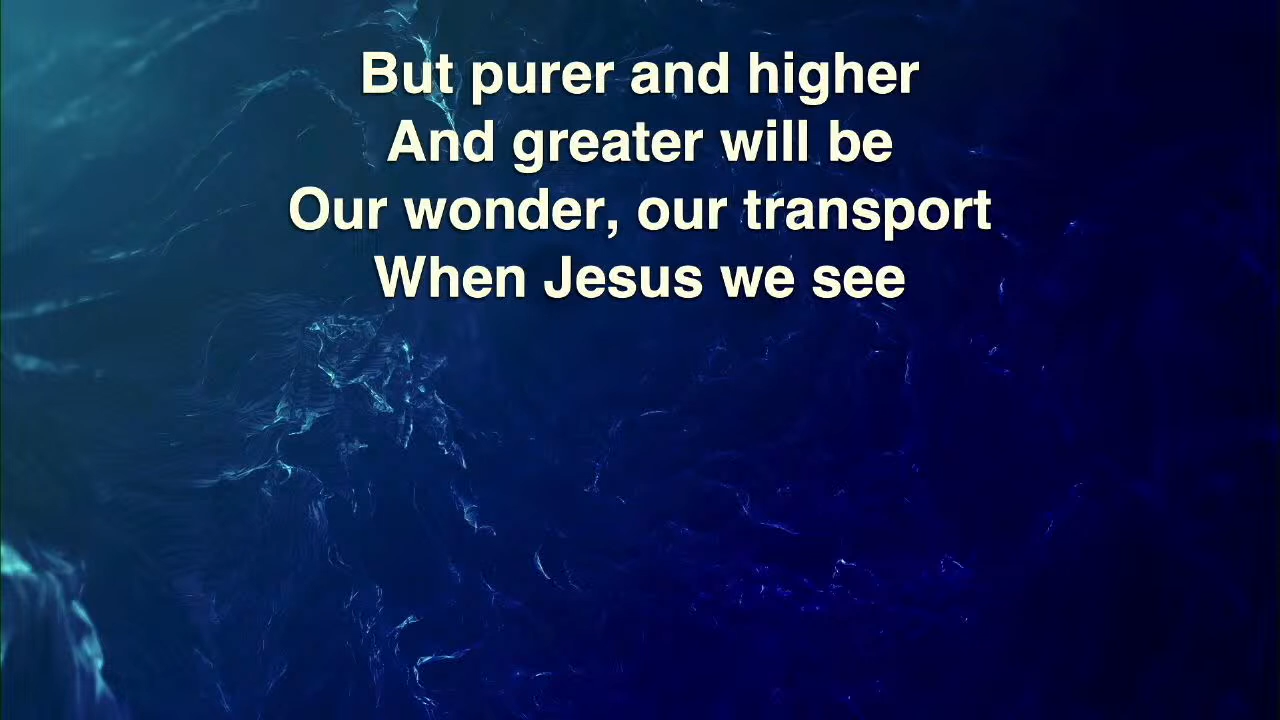 But purer and higher
And greater will be
Our wonder, our transport
When Jesus we see